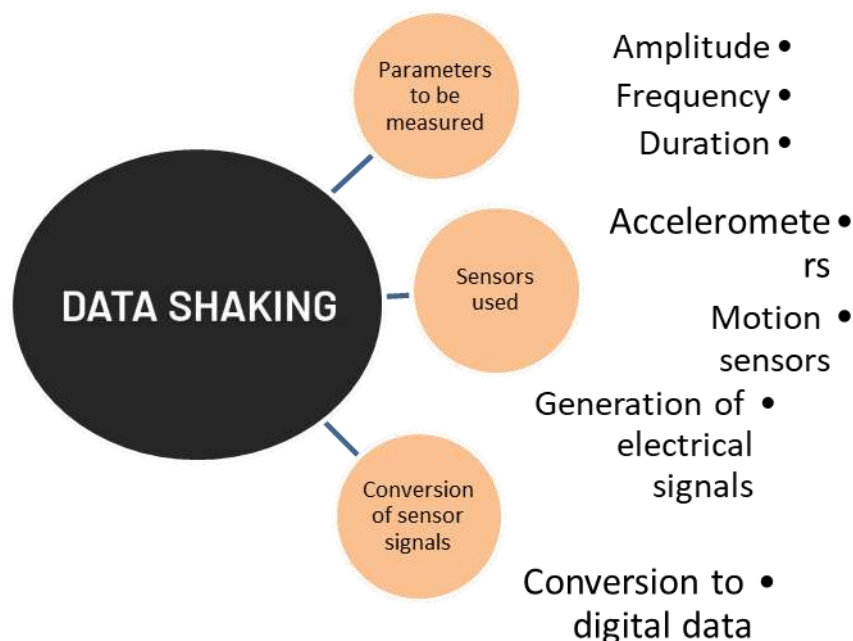 DATA SHAKING
Parameters
to be
measured
Amplitude •
Frequency •
Duration •
Sensors
used
Acceleromete •
rs
Motion •
sensors
Conversion
of sensor
signals
Generation of •
electrical
signals
Conversion to •
digital data